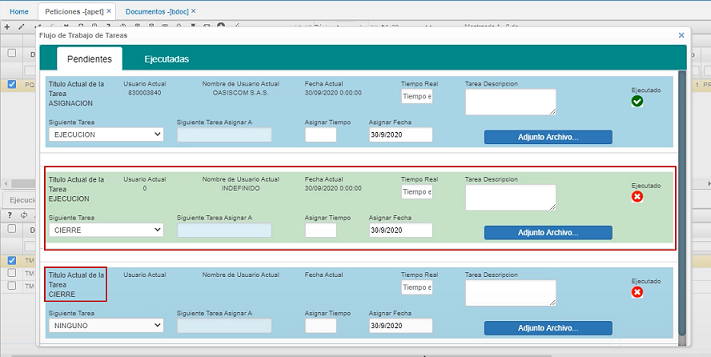 Home Peticiones -[apet] X Documentos -[bdoc] X
Flujo de Trabajo de Tareas
Pendientes Ejecutadas
Titulo Actual de la Tarea ASIGNACION Usuario Actual 830003840 Nombre de Usuario Actual OASISCOM S.A.S. Fecha Actual 30/09/2020 0:00:00 Tiempo Real Tiempo e Tarea Descripcion Ejecutado
Siguiente Tarea Siguiente Tarea Asignar A Asignar Tiempo Asignar Fecha
EJECUCION 30/9/2020 Adjunto Archivo...
Titulo Actual de la Tarea EJECUCION Usuario Actual 0 Nombre de Usuario Actual INDEFINIDO Fecha Actual 30/09/2020 0:00:00 Tiempo Real Tiempo e Tarea Descripcion Ejecutado
Siguiente Tarea Siguiente Tarea Asignar A Asignar Tiempo Asignar Fecha
CIERRE 30/9/2020 Adjunto Archivo...
Titulo Actual de la Tarea CIERRE Usuario Actual Nombre de Usuario Actual Fecha Actual Tiempo Real Tiempo e Tarea Descripcion Ejecutado
Siguiente Tarea Siguiente Tarea Asignar A Asignar Tiempo Asignar Fecha
NINGUNO 30/9/2020 Adjunto Archivo...
D
PQ
PR
Ejecució
D
TM
TM
TM